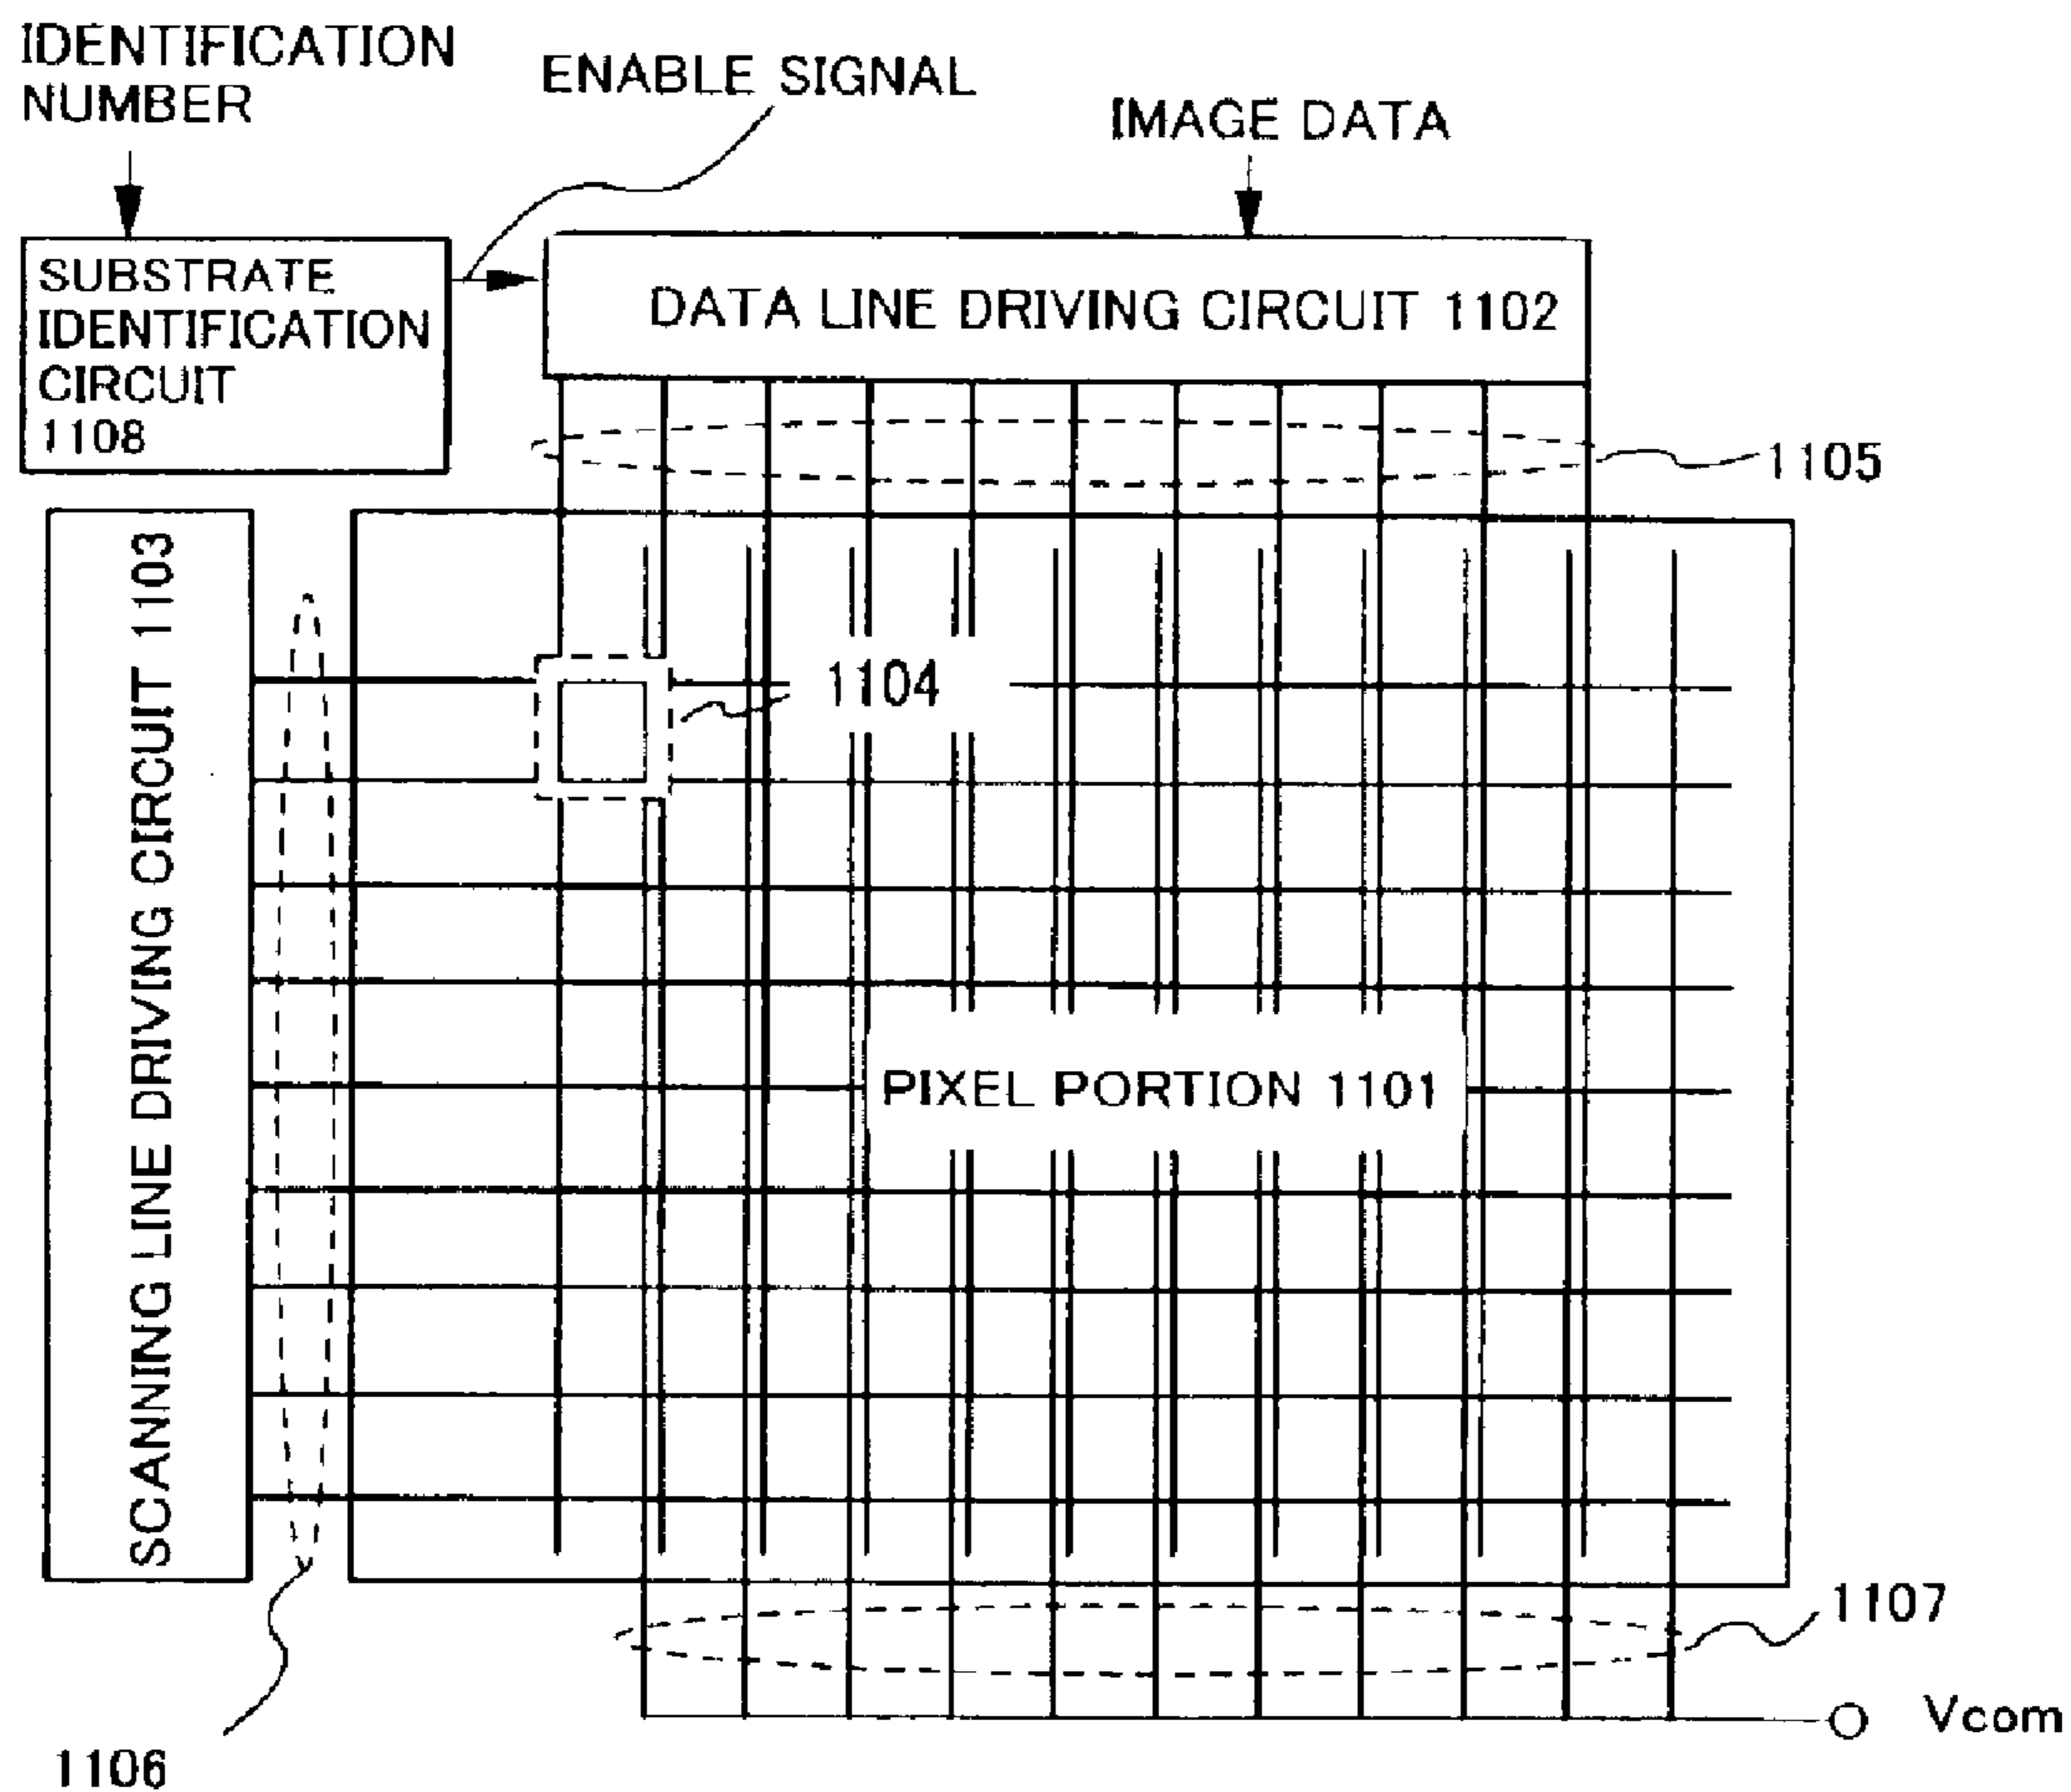 IDENTIFICATION
NUMBER
ENABLE SIGNAL
IMAGE DATA
SUBSTRATE
IDENTIFICATION
CIRCUIT
1108
DATA LINE DRIVING CIRCUIT 1102
1105
SCANNING LINE DRIVING CIRCUIT 1103
1104
PIXEL PORTION 1101
1107
Vcom
1106